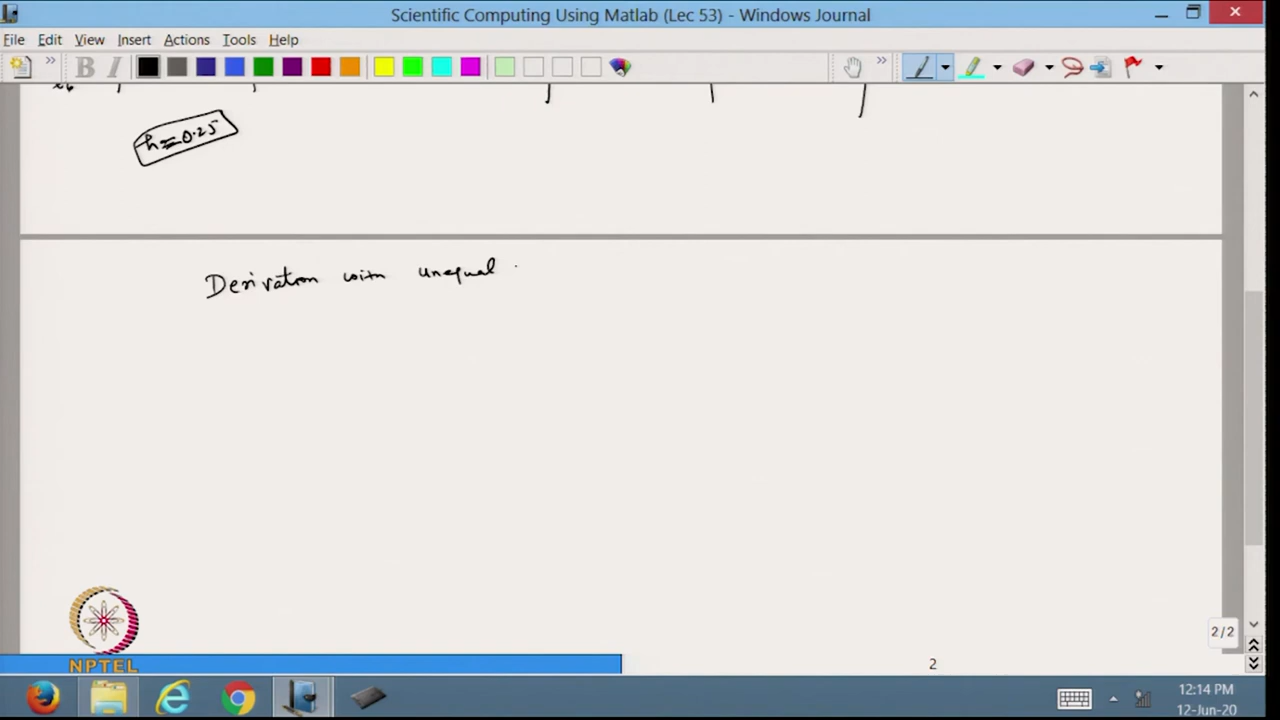 Scientific Computing Using Matlab (Lec 53) - Windows Journal
File Edit View Insert Actions Tools Help
h=0.25
Derivation with unequal
2/2
NPTEL
2
12:14 PM
12-Jun-20